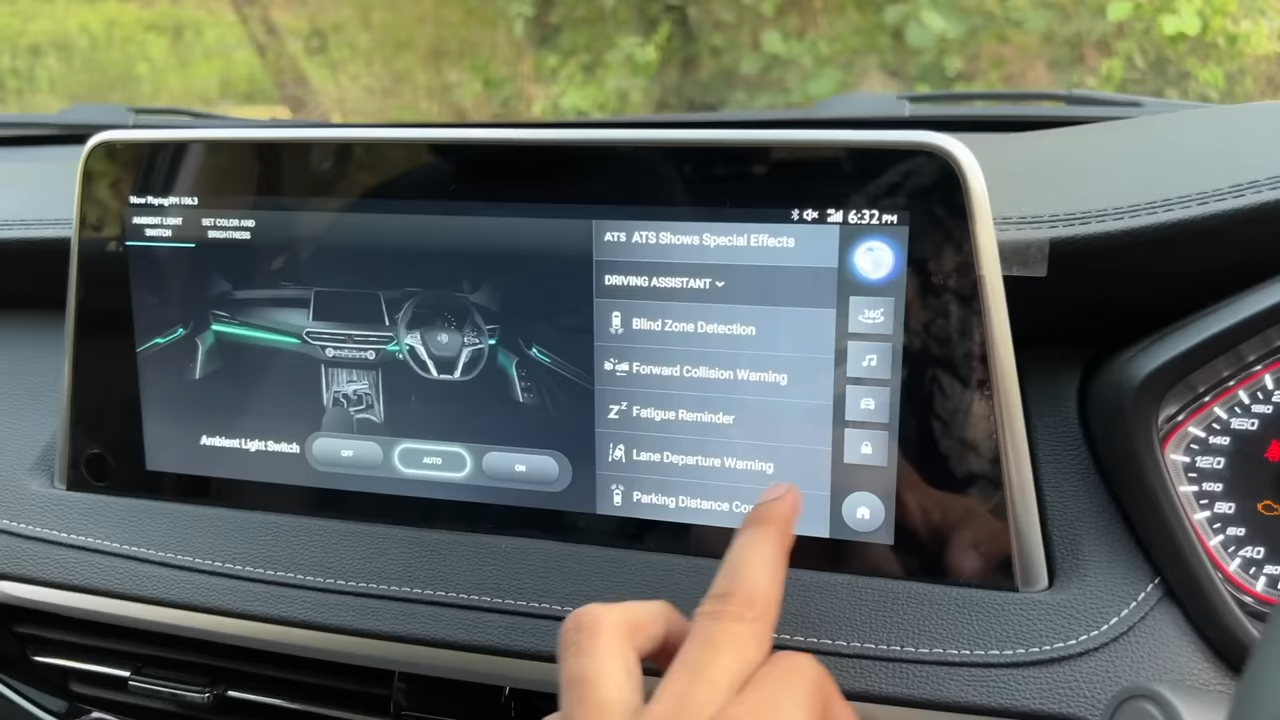 Now Playing FM 106.3
6:32 PM
AMBIENT LIGHT
SWITCH
SET COLOR AND
BRIGHTNESS
ATS ATS Shows Special Effects
DRIVING ASSISTANT
Blind Zone Detection
360°
Forward Collision Warning
Zzz Fatigue Reminder
Lane Departure Warning
Parking Distance Co
Ambient Light Switch
OFF
AUTO
ON
160
140
120
100
80
60
40
20